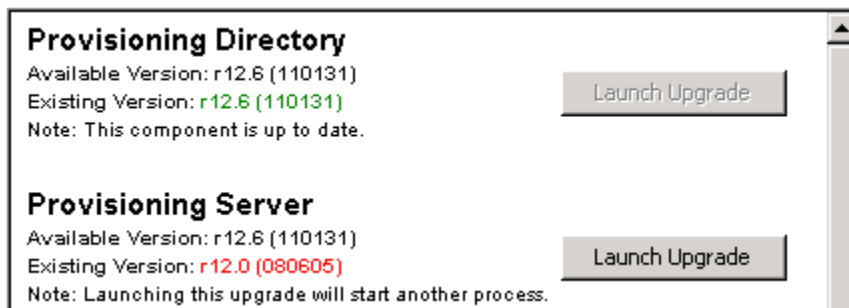 Provisioning Directory
Available Version: r12.6 (110131)
Existing Version: r12.6 (110131)
Launch Upgrade
Note: This component is up to date.
Provisioning Server
Available Version: r12.6 (110131)
Existing Version: r12.0 (080605)
Launch Upgrade
Note: Launching this upgrade will start another process.